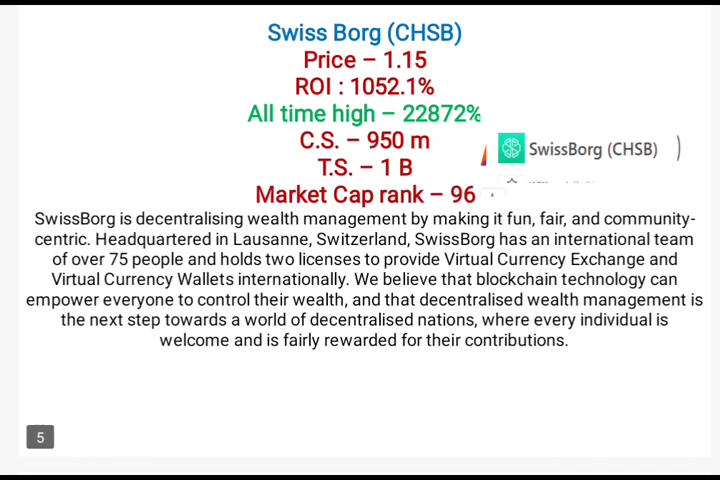 Swiss Borg (CHSB)
Price – 1.15
ROI : 1052.1%
All time high – 22872%
C.S. – 950 m
SwissBorg (CHSB)
T.S. – 1 B
Market Cap rank – 96
SwissBorg is decentralising wealth management by making it fun, fair, and community-
centric. Headquartered in Lausanne, Switzerland, SwissBorg has an international team
of over 75 people and holds two licenses to provide Virtual Currency Exchange and
Virtual Currency Wallets internationally. We believe that blockchain technology can
empower everyone to control their wealth, and that decentralised wealth management is
the next step towards a world of decentralised nations, where every individual is
welcome and is fairly rewarded for their contributions.
5